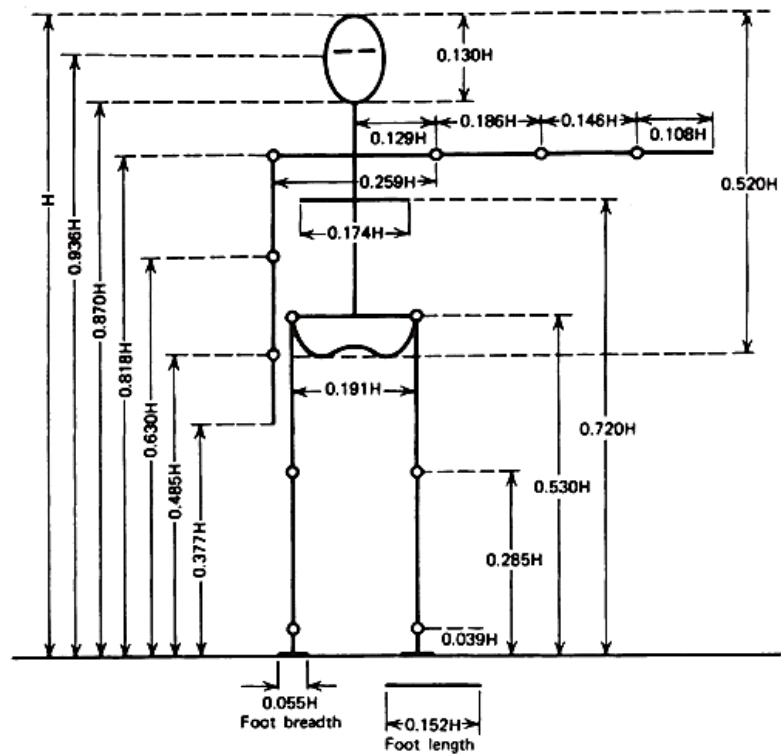 0.130H
0.186H
0.146H
0.129H
0.108H
0.259H
0.520H
H
0.936H
0.174H
0.870H
0.818H
0.630H
0.191H
0.720H
0.485H
0.530H
0.377H
0.285H
0.039H
0.055H
Foot breadth
0.152H
Foot length